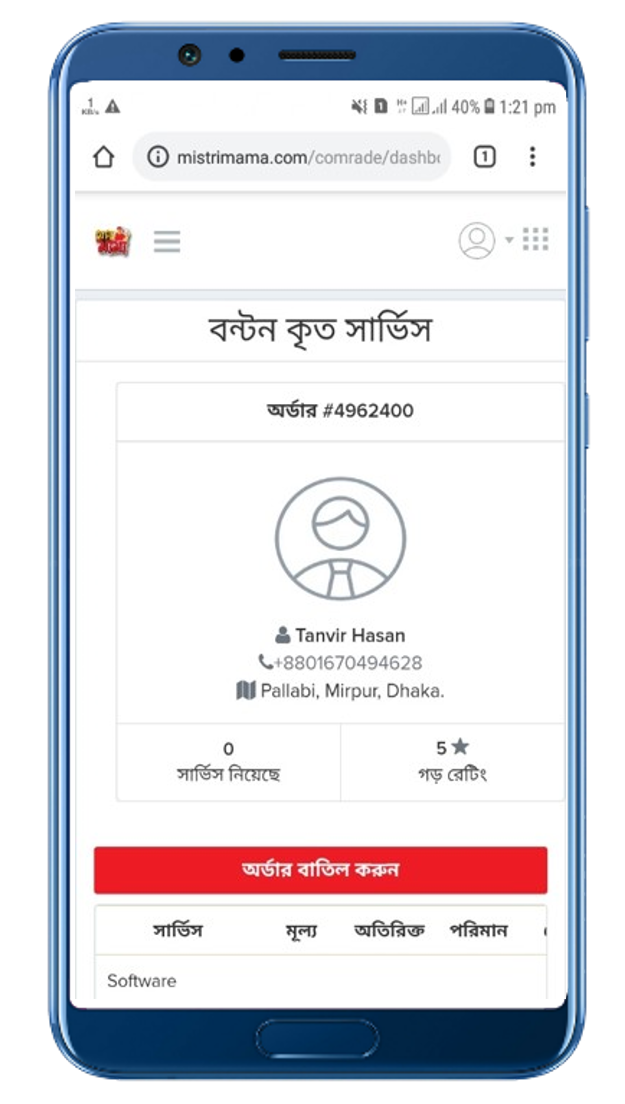 1
KB/s
40% 1:21 pm
mistrimama.com/comrade/dashbo
1
মামা
বন্টন কৃত সার্ভিস
অর্ডার #4962400
Tanvir Hasan
+8801670494628
Pallabi, Mirpur, Dhaka.
0
সার্ভিস নিয়েছে
5
গড় রেটিং
অর্ডার বাতিল করুন
সার্ভিস মূল্য অতিরিক্ত পরিমান
Software